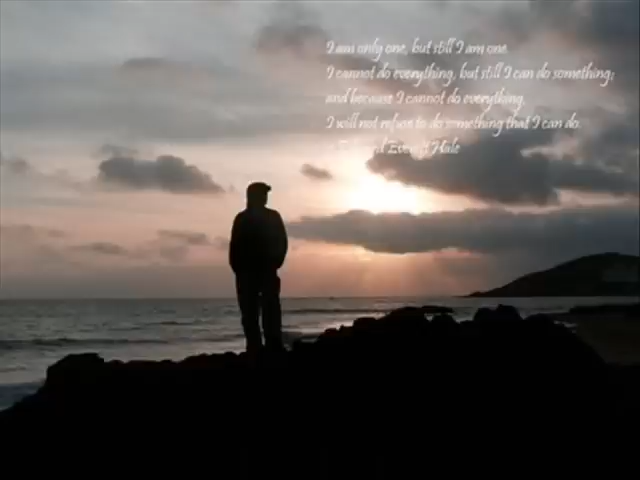 I am only one, but still I am one.
I cannot do everything, but still I can do something;
and because I cannot do everything,
I will not refuse to do something that I can do.
Hale